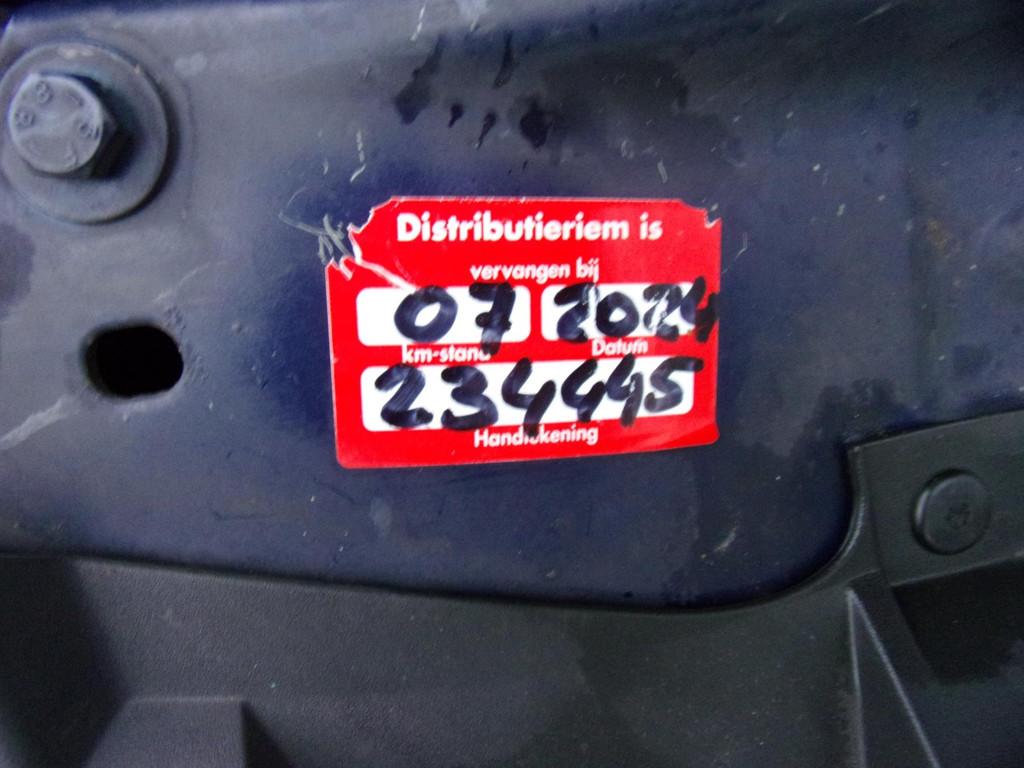 Distributieriem is
vervangen bij
07 2024
km-stand Datum
234445
Handtekening